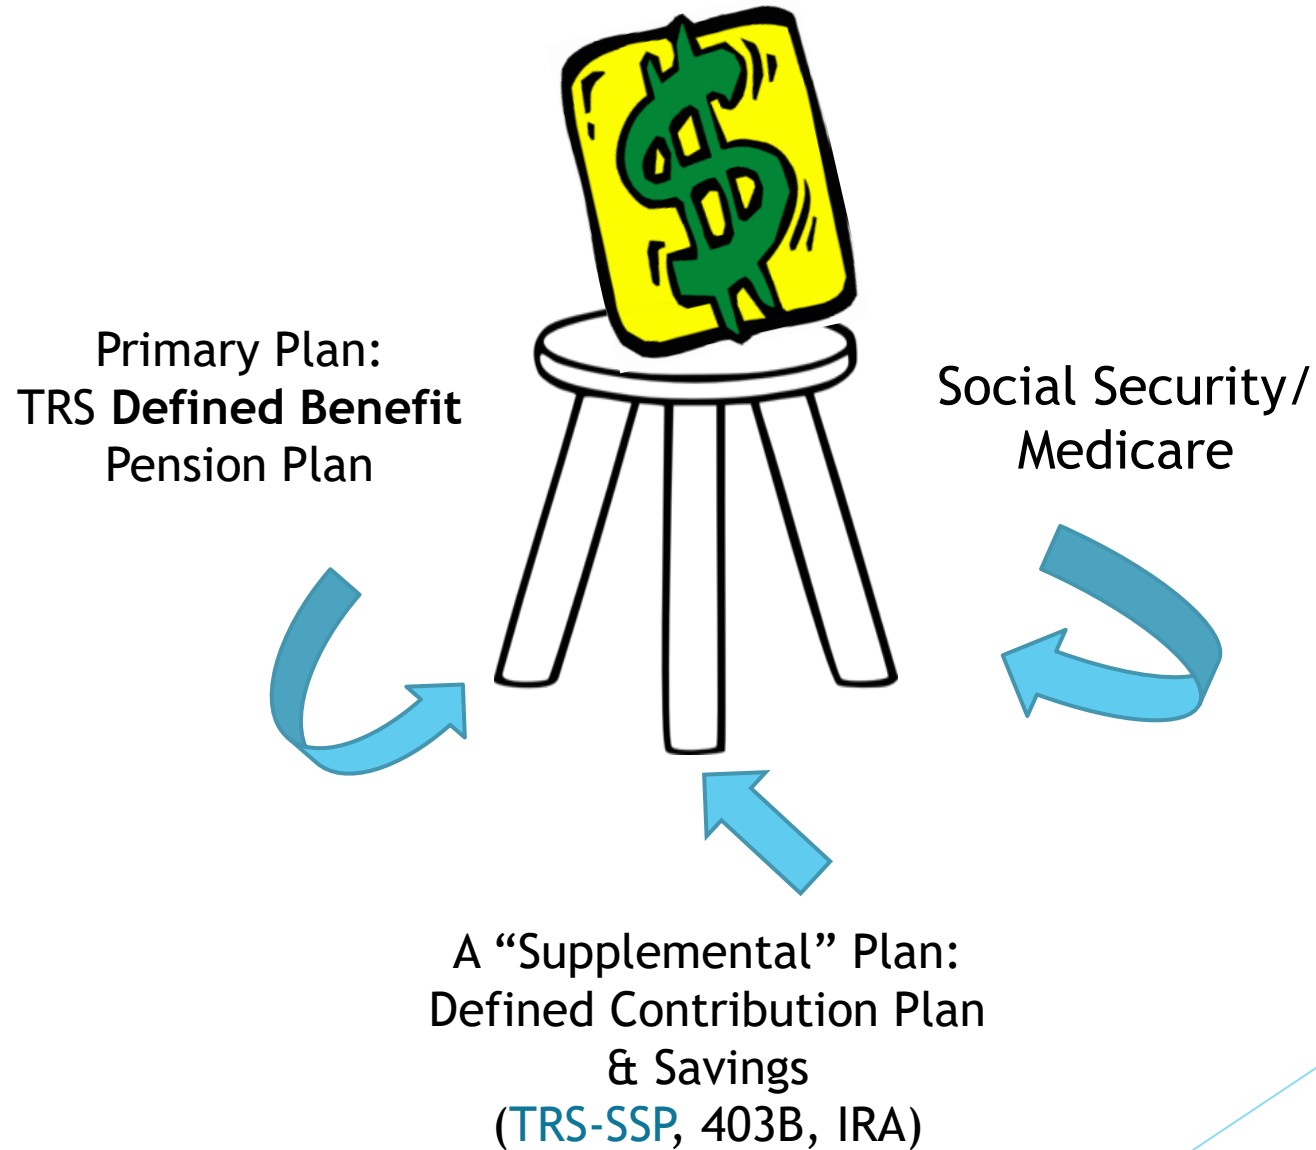 Primary Plan:
TRS Defined Benefit
Pension Plan
Social Security/
Medicare
A “Supplemental” Plan:
Defined Contribution Plan
& Savings
(TRS-SSP, 403B, IRA)
$